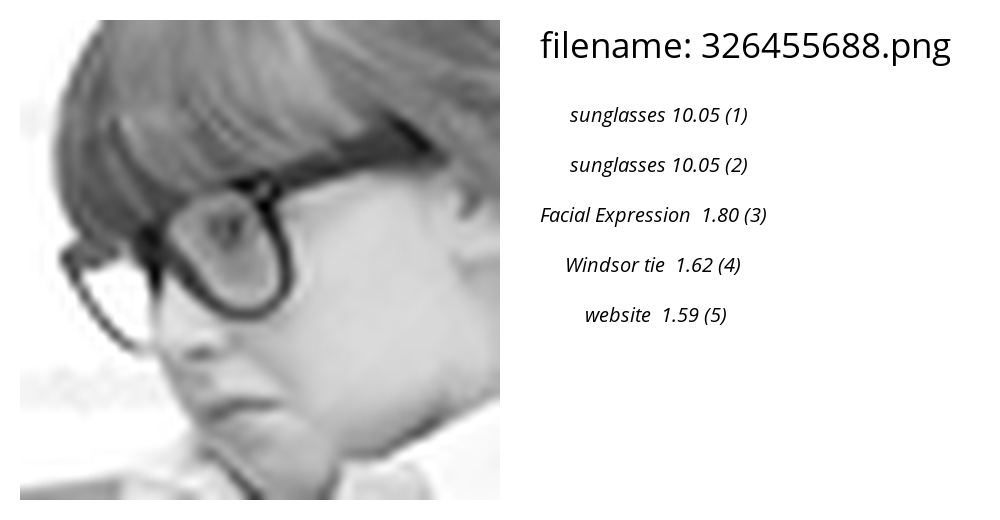 filename: 326455688.png
sunglasses 10.05 (1)
sunglasses 10.05 (2)
Facial Expression 1.80 (3)
Windsor tie 1.62 (4)
website 1.59 (5)